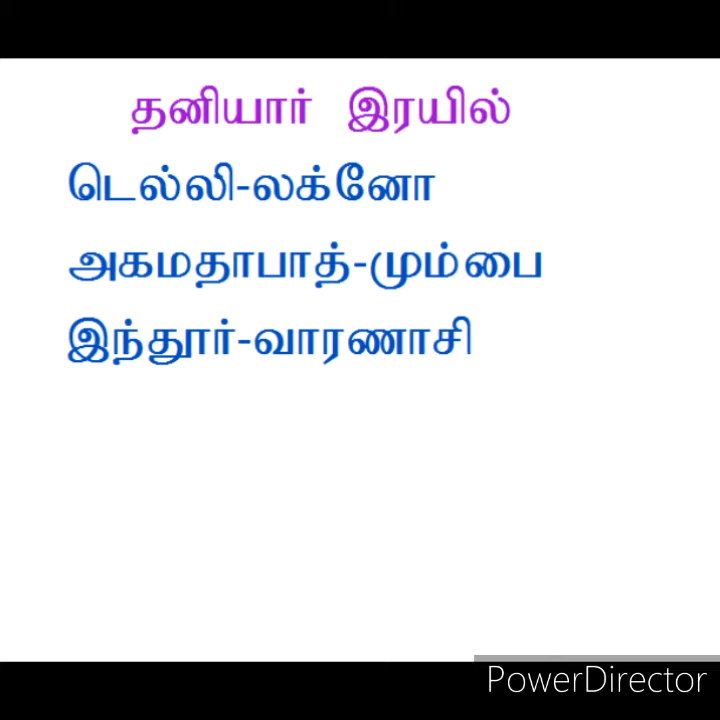 தனியார் இரயில்
டெல்லி-லக்னோ
அகமதாபாத்-மும்பை
இந்தூர்-வாரணாசி
PowerDirector